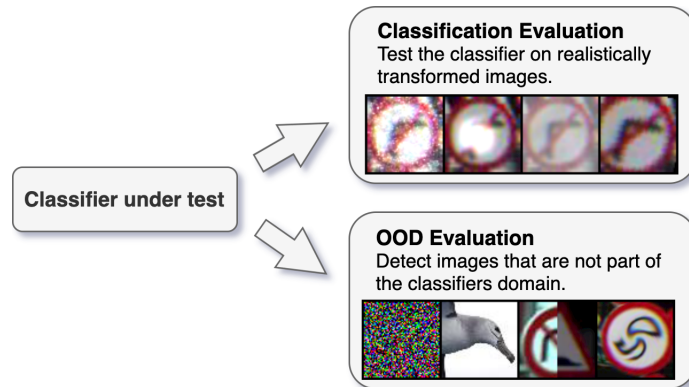 Classification Evaluation
Test the classifier on realistically
transformed images.
Classifier under test
OOD Evaluation
Detect images that are not part of
the classifiers domain.